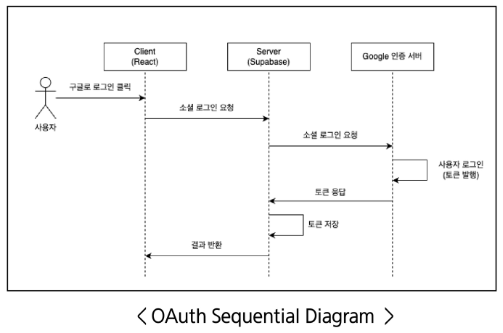 Client
(React)
Server
(Supabase)
Google 인증 서버
구글로 로그인 클릭
사용자
소셜 로그인 요청
소셜 로그인 요청
사용자 로그인
(토큰 발행)
토큰 응답
토큰 저장
결과 반환
< OAuth Sequential Diagram >